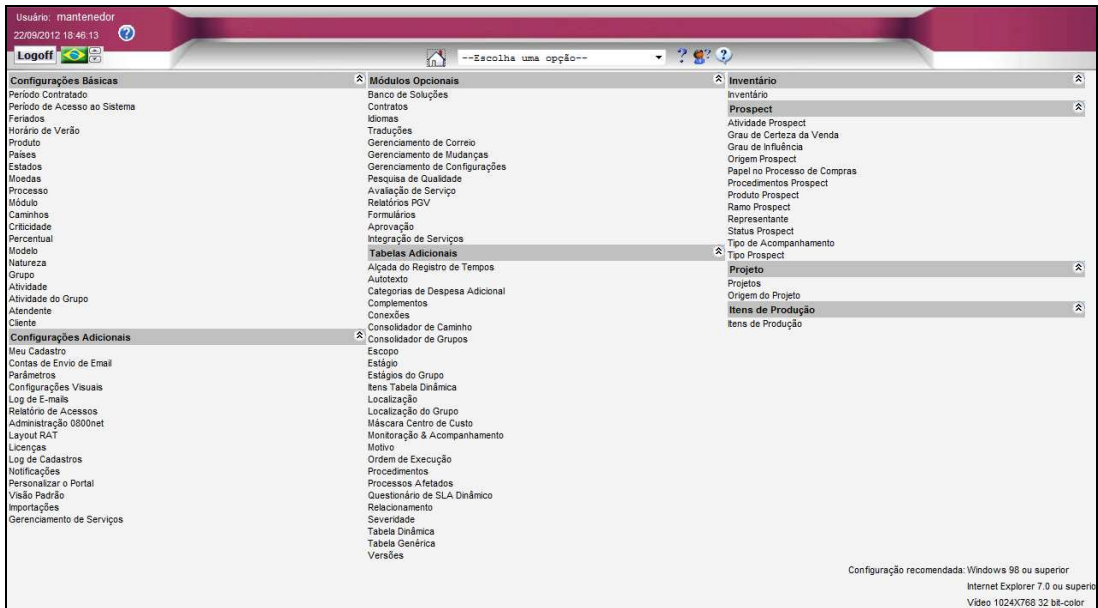 Usuário: mantenedor
22/09/2012 18:46:13
Logoff
--Escolha uma opção--
Configurações Básicas
Período Contratado
Período de Acesso ao Sistema
Feriados
Horário de Verão
Produto
Países
Estados
Moedas
Processo
Módulo
Caminhos
Criticidade
Percentual
Modelo
Natureza
Grupo
Atividade
Atividade do Grupo
Atendente
Cliente
Configurações Adicionais
Meu Cadastro
Contas de Envio de Email
Parâmetros
Configurações Visuais
Log de E-mails
Relatório de Acessos
Administração 0800net
Layout RAT
Licenças
Log de Cadastros
Notificações
Personalizar o Portal
Visão Padrão
Importações
Gerenciamento de Serviços
Módulos Opcionais
Banco de Soluções
Contratos
Idiomas
Traduções
Gerenciamento de Correio
Gerenciamento de Mudanças
Gerenciamento de Configurações
Pesquisa de Qualidade
Avaliação de Serviço
Relatórios PGV
Formulários
Aprovação
Integração de Serviços
Tabelas Adicionais
Alçada do Registro de Tempos
Autotexto
Categorias de Despesa Adicional
Complementos
Conexões
Consolidador de Caminho
Consolidador de Grupos
Escopo
Estágio
Estágios do Grupo
Itens Tabela Dinâmica
Localização
Localização do Grupo
Máscara Centro de Custo
Monitoração & Acompanhamento
Motivo
Ordem de Execução
Procedimentos
Processos Afetados
Questionário de SLA Dinâmico
Relacionamento
Severidade
Tabela Dinâmica
Tabela Genérica
Versões
Inventário
Inventário
Prospect
Atividade Prospect
Grau de Certeza da Venda
Grau de Influência
Origem Prospect
Papel no Processo de Compras
Procedimentos Prospect
Produto Prospect
Ramo Prospect
Representante
Status Prospect
Tipo de Acompanhamento
Tipo Prospect
Projeto
Projetos
Origem do Projeto
Itens de Produção
Itens de Produção
Configuração recomendada: Windows 98 ou superior
Internet Explorer 7.0 ou superio
Vídeo 1024X768 32 bit-color